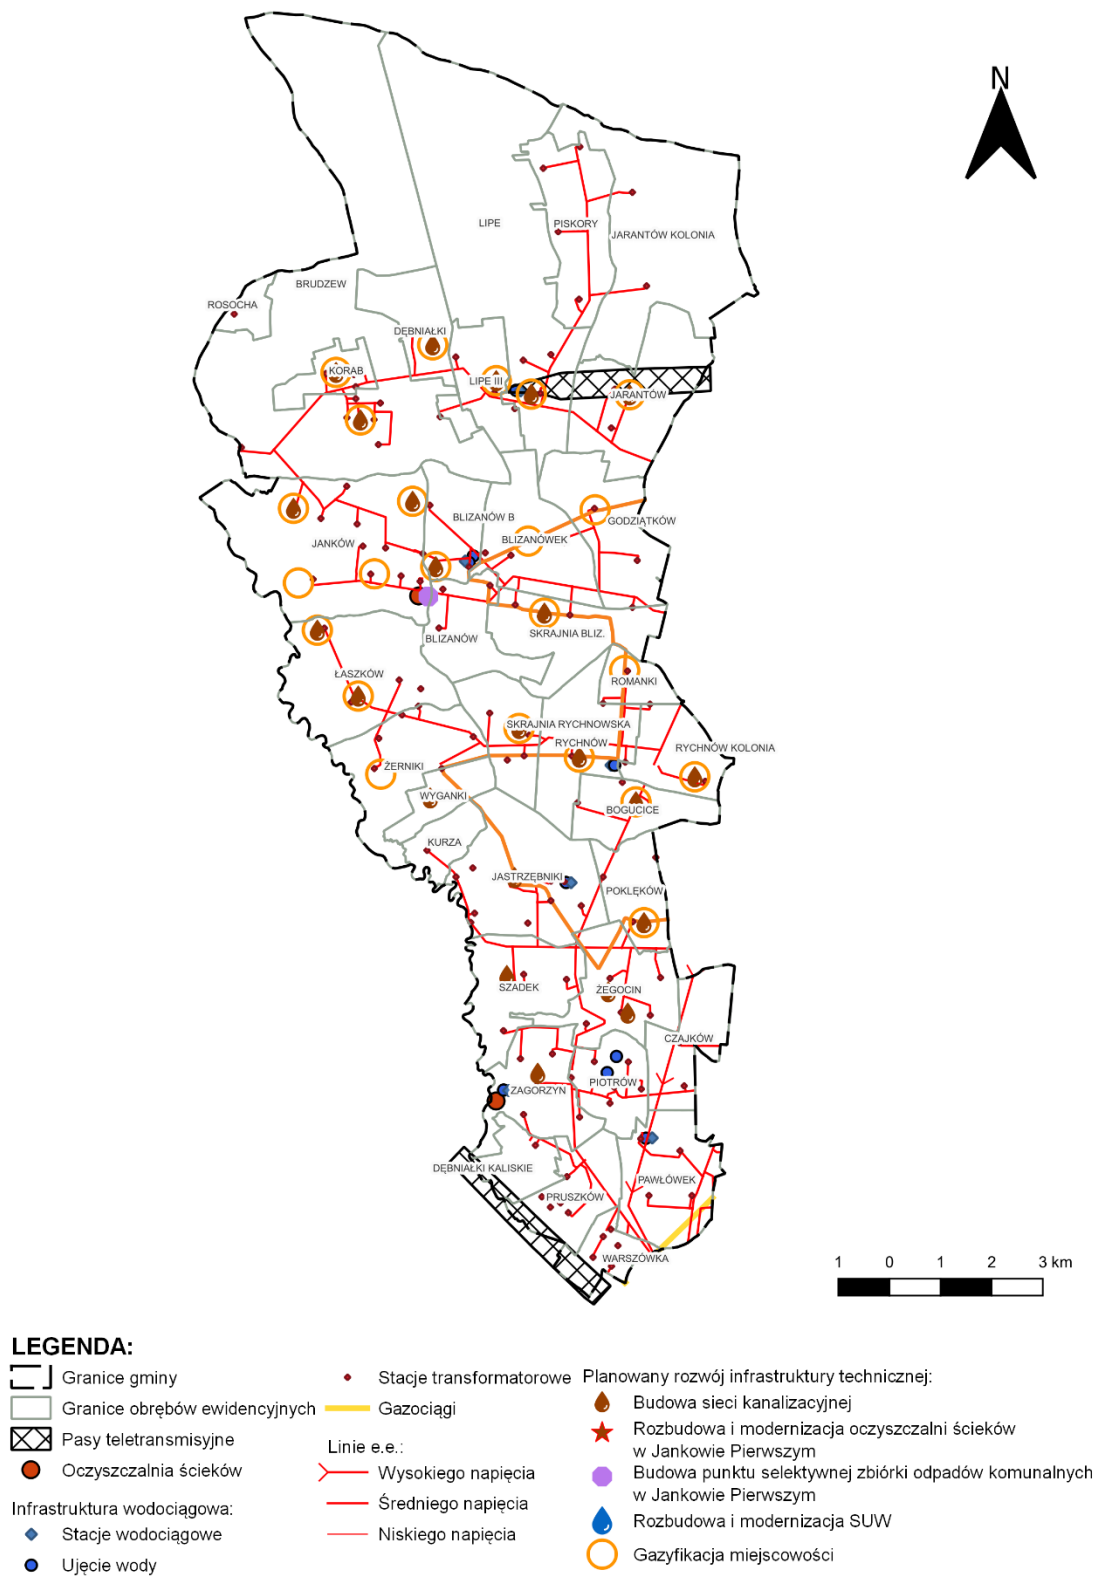 N
LIPE
PISKORY
JARANTÓW KOLONIA
BRUDZEW
ROSOCHA
DĘBNIAŁKI
KORAB
LIPE III
JARANTÓW
BLIZANÓW B
GODZIĄTKÓW
BLIZANÓWEK
JANKÓW
SKRAJNIA BLIZ.
BLIZANÓW
ŁASZKÓW
ROMANKI
SKRAJNIA RYCHNOWSKA
RYCHNÓW
RYCHNÓW KOLONIA
ŻERNIKI
WYGANKI
BOGUCICE
KURZA
JASTRZĘBNIKI
POKLĘKÓW
SZADEK
ŻEGOCIN
CZAJKÓW
PIOTRÓW
ZAGORZYN
DĘBNIAŁKI KALISKIE
PAWŁÓWEK
PRUSZKÓW
WARSZÓWKA
1 0 1 2 3 km
LEGENDA:
Granice gminy
Granice obrębów ewidencyjnych
Pasy teletransmisyjne
Oczyszczalnia ścieków
Infrastruktura wodociągowa:
Stacje wodociągowe
Ujęcie wody
Stacje transformatorowe
Gazociągi
Linie e.e.:
Wysokiego napięcia
Średniego napięcia
Niskiego napięcia
Planowany rozwój infrastruktury technicznej:
Budowa sieci kanalizacyjnej
Rozbudowa i modernizacja oczyszczalni ścieków
w Jankowie Pierwszym
Budowa punktu selektywnej zbiórki odpadów komunalnych
w Jankowie Pierwszym
Rozbudowa i modernizacja SUW
Gazyfikacja miejscowości